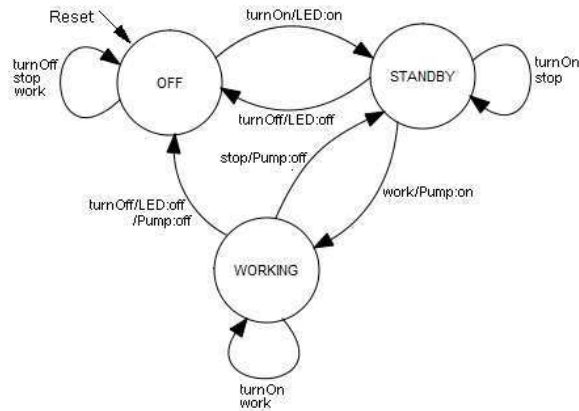 Reset
turnOn/LED:on
turnOff
stop
work
OFF
STANDBY
turnOn
stop
turnOff/LED:off
stop/Pump:off
work/Pump:on
turnOff/LED:off
/Pump:off
WORKING
turnOn
work